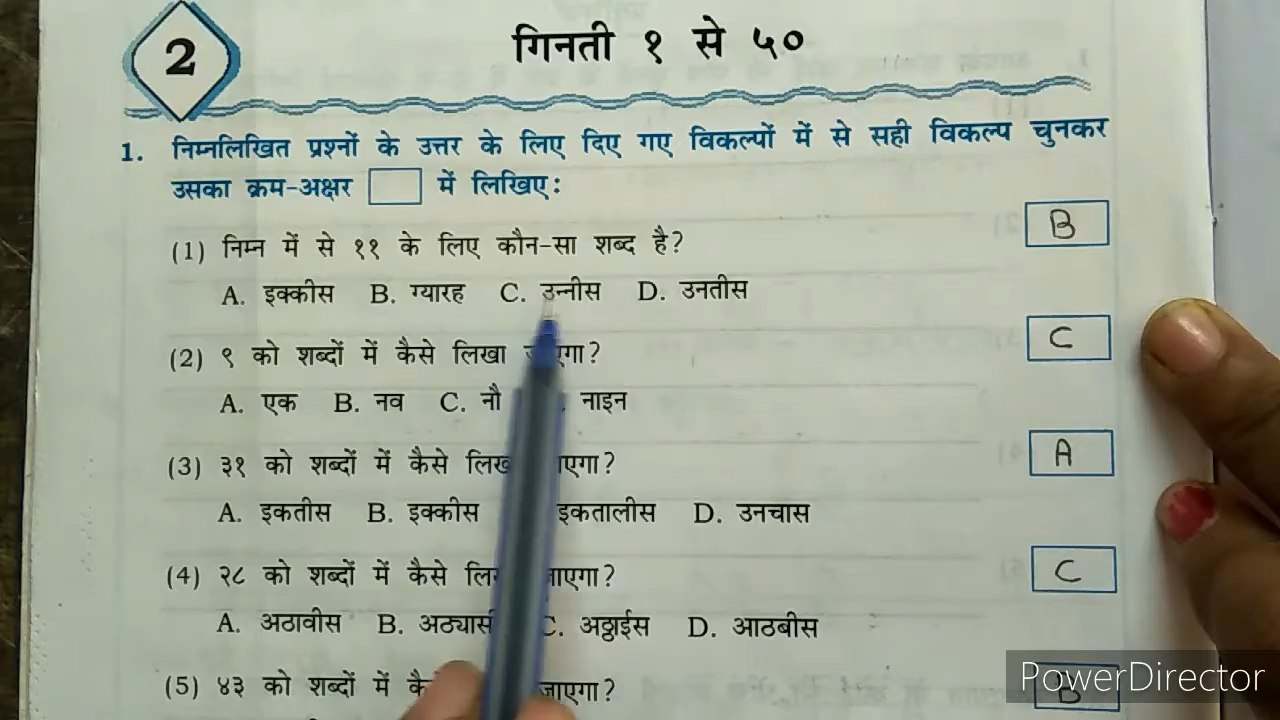 2
गिनती १ से ५०
1. निम्नलिखित प्रश्नों के उत्तर के लिए दिए गए विकल्पों में से सही विकल्प चुनकर
उसका क्रम-अक्षर में लिखिए:
(1) निम्न में से ११ के लिए कौन-सा शब्द है? B
A. इक्कीस B. ग्यारह C. उन्नीस D. उनतीस
(2) ९ को शब्दों में कैसे लिखा C
A. एक B. नव C. नौ नाइन
(3) ३१ को शब्दों में कैसे A
A. इकतीस B. इक्कीस इकतालीस D. उनचास
(4) २८ को शब्दों में कैसे C
A. अठावीस B. C. अठ्ठाईस D. आठबीस
(5) ४३ को शब्दों में B
PowerDirector